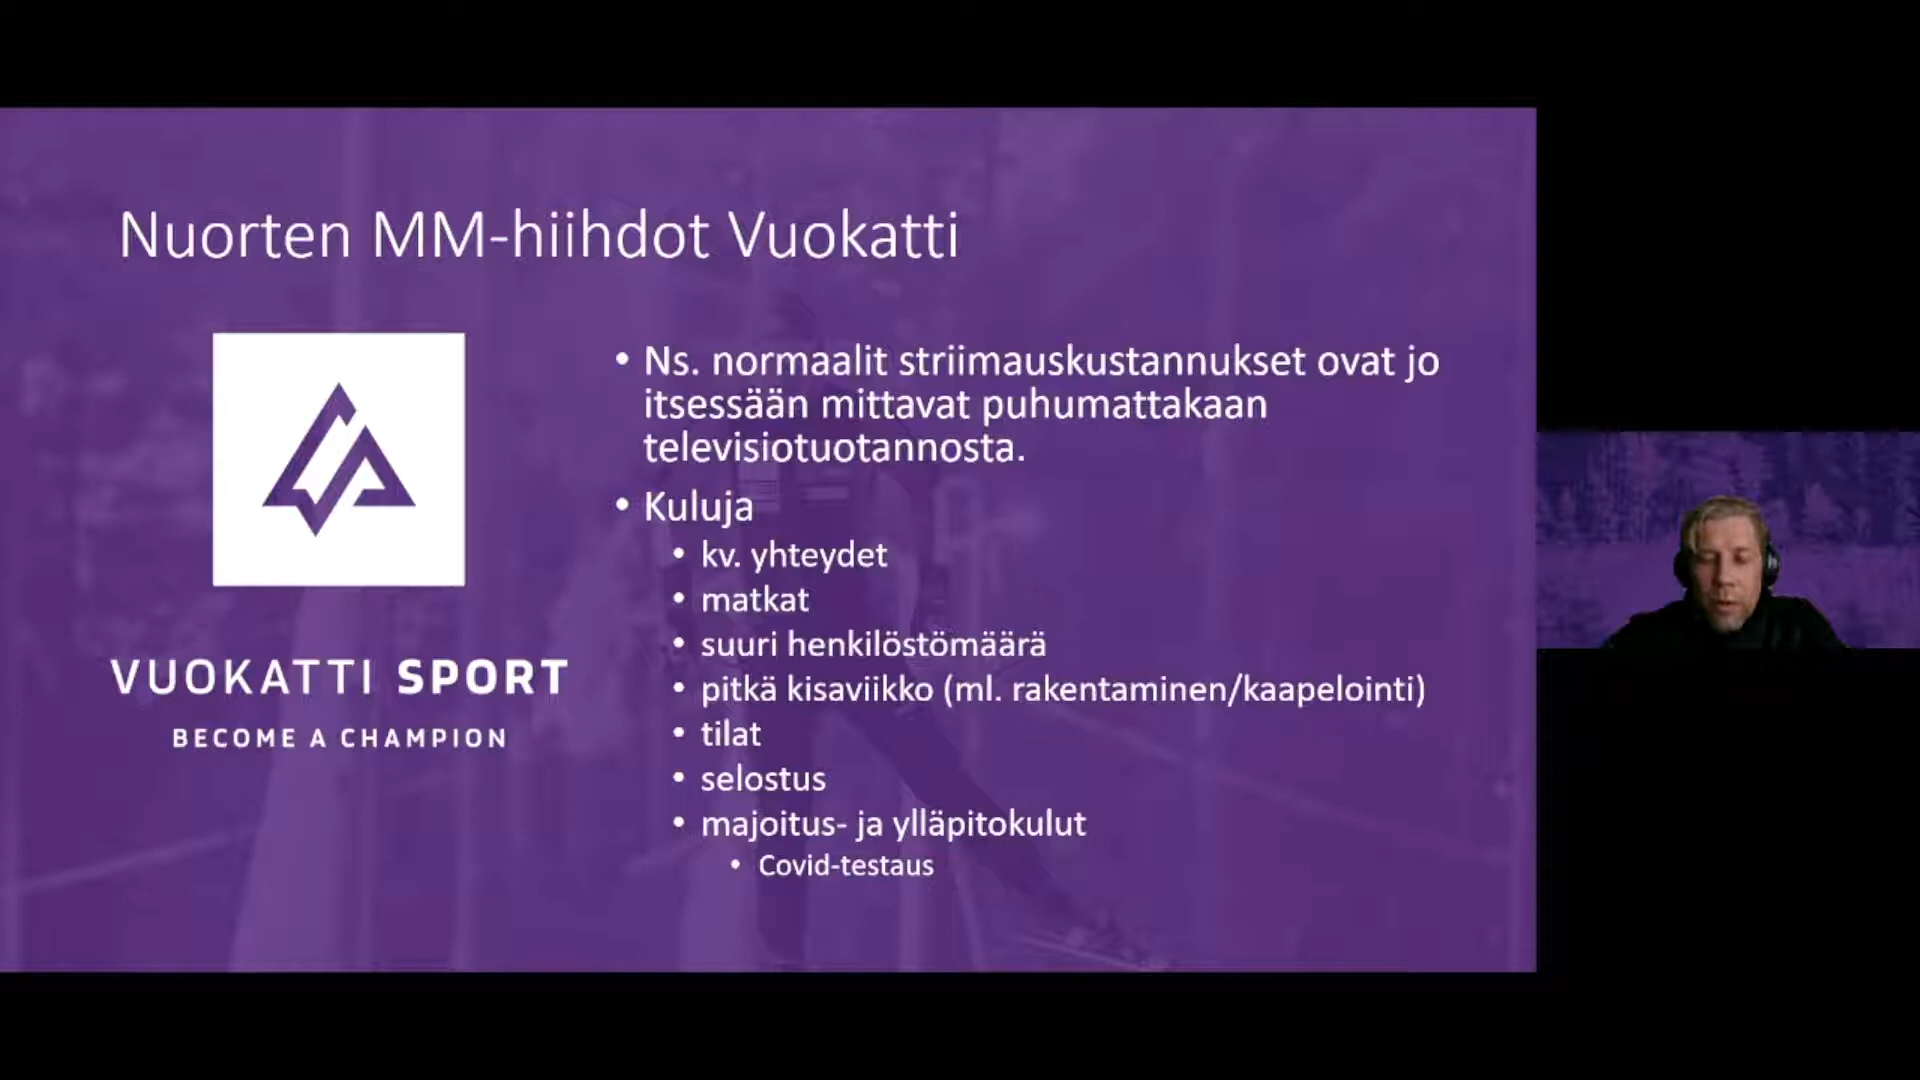 Nuorten MM-hiihdot Vuokatti
VUOKATTI SPORT
BECOME A CHAMPION
• Ns. normaalit striimauskustannukset ovat jo
itsessään mittavat puhumattakaan
televisiotuotannosta.
• Kuluja
• kv. yhteydet
• matkat
• suuri henkilöstömäärä
• pitkä kisaviikko (ml. rakentaminen/kaapelointi)
• tilat
• selostus
• majoitus- ja ylläpitokulut
• Covid-testaus